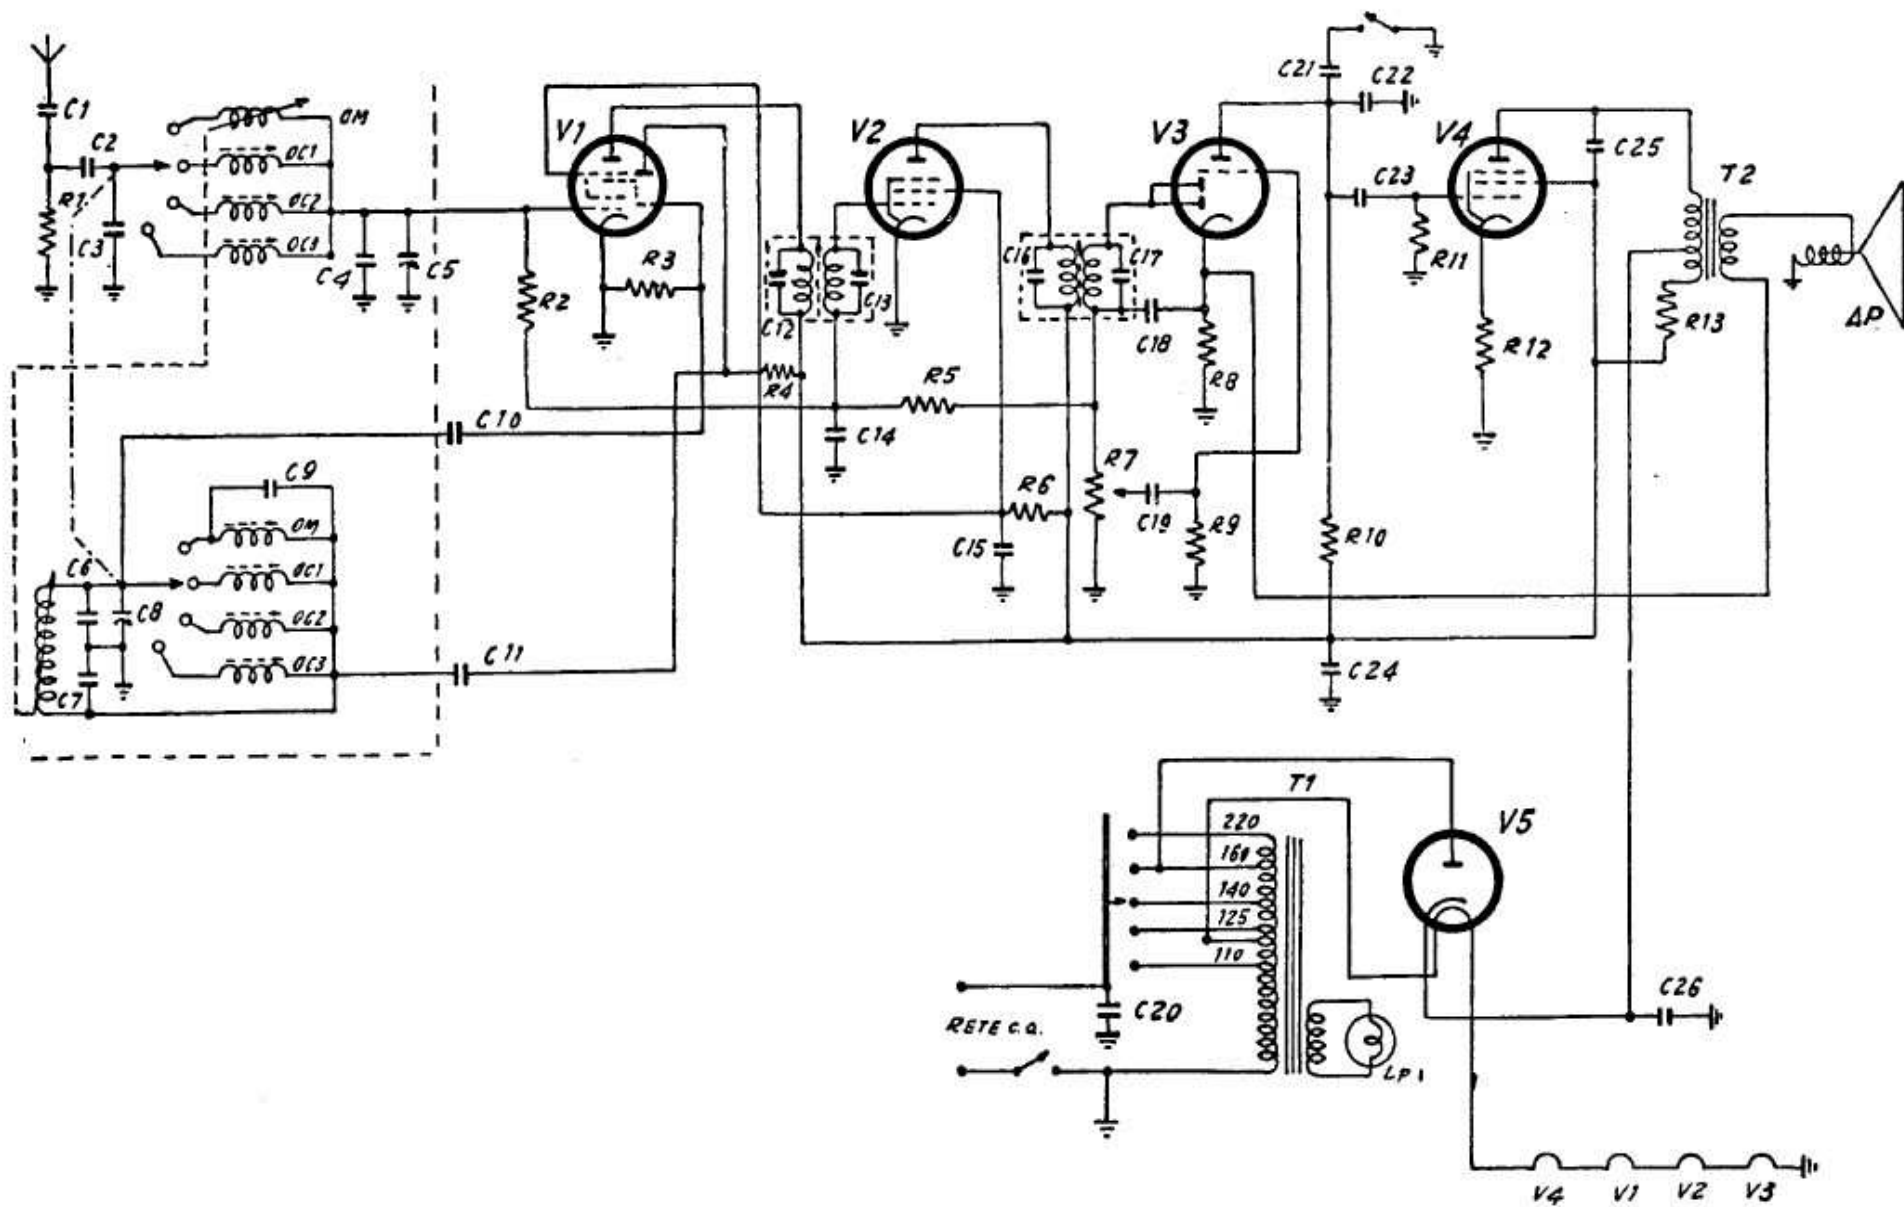 C1
C2
R1
C3
OM
OC1
OC2
OC3
C4
C5
V1
R3
R2
C12
C13
V2
R4
R5
C14
C10
C11
C9
OM
OC1
OC2
OC3
C6
C8
C7
R6
C15
C16
C17
C18
V3
R8
R7
C19
R9
C21
C22
C23
R11
V4
R12
R10
C24
C25
T2
R13
AP
T1
220
160
140
125
110
V5
C20
RETE C.A.
LP1
C26
V4 V1 V2 V3